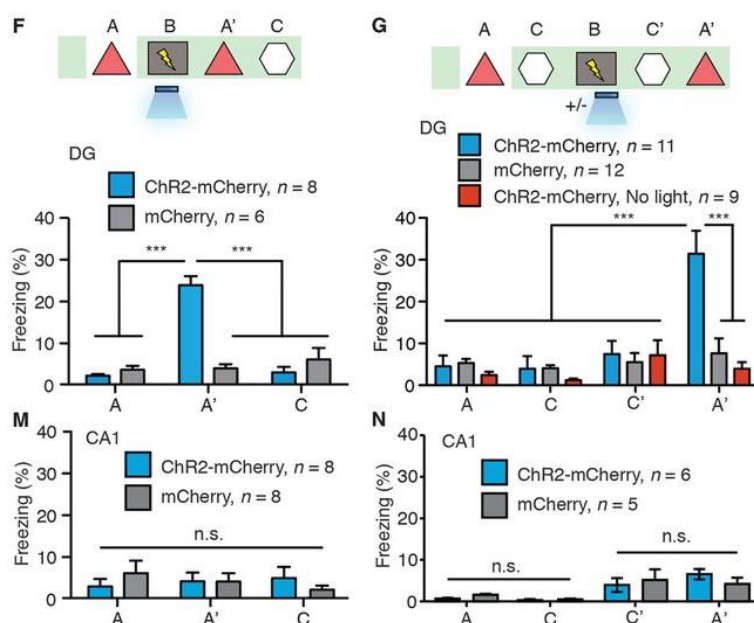 F
A B A' C
DG
ChR2-mCherry, n = 8
mCherry, n = 6
Freezing (%)
40
30
20
10
0
*** ***
A A' C
G
A C B C' A'
+/-
DG
ChR2-mCherry, n = 11
mCherry, n = 12
ChR2-mCherry, No light, n = 9
Freezing (%)
40
30
20
10
0
*** ***
A C C' A'
M
CA1
ChR2-mCherry, n = 8
mCherry, n = 8
Freezing (%)
40
30
20
10
0
n.s.
A A' C
N
CA1
ChR2-mCherry, n = 6
mCherry, n = 5
Freezing (%)
40
30
20
10
0
n.s. n.s.
A C C' A'